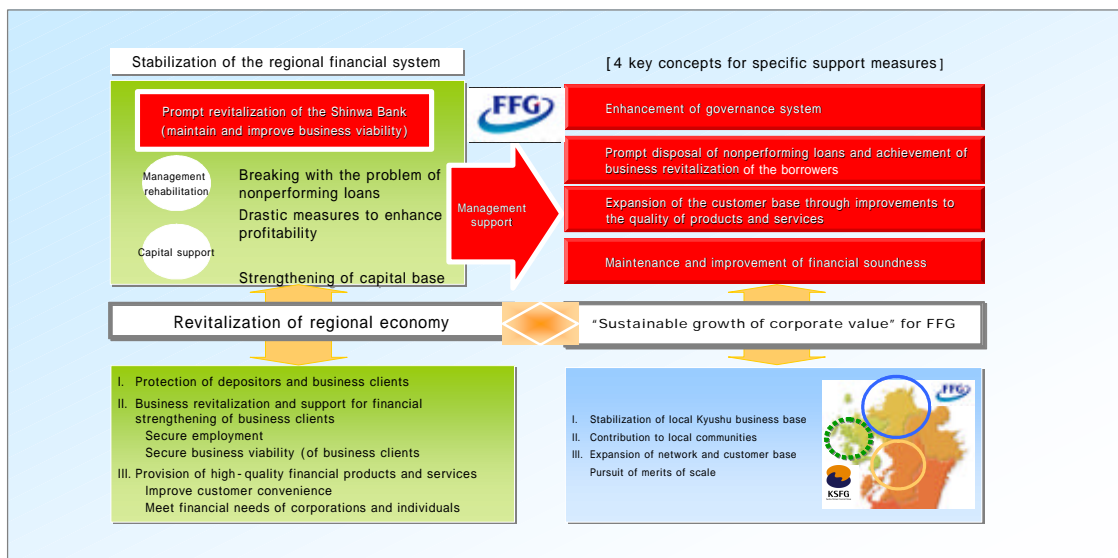 Stabilization of the regional financial system
Prompt revitalization of the Shinwa Bank
(maintain and improve business viability)
Management
rehabilitation
Breaking with the problem of
nonperforming loans
Drastic measures to enhance
profitability
Capital support
Strengthening of capital base
FFG
Management
support
[4 key concepts for specific support measures]
Enhancement of governance system
Prompt disposal of nonperforming loans and achievement of
business revitalization of the borrowers
Expansion of the customer base through improvements to
the quality of products and services
Maintenance and improvement of financial soundness
Revitalization of regional economy
“Sustainable growth of corporate value” for FFG
I. Protection of depositors and business clients
II. Business revitalization and support for financial
strengthening of business clients
Secure employment
Secure business viability (of business clients
III. Provision of high-quality financial products and services
Improve customer convenience
Meet financial needs of corporations and individuals
I. Stabilization of local Kyushu business base
II. Contribution to local communities
III. Expansion of network and customer base
Pursuit of merits of scale
FFG
KSFG